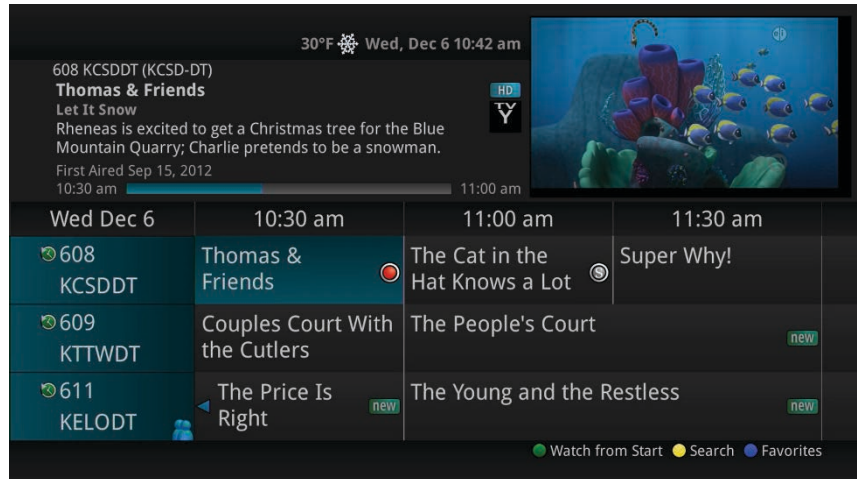 30°F Wed, Dec 6 10:42 am
608 KCSDDT (KCSD-DT)
Thomas & Friends
HD
Let It Snow
TV
Y
Rheneas is excited to get a Christmas tree for the Blue
Mountain Quarry; Charlie pretends to be a snowman.
First Aired Sep 15, 2012
10:30 am 11:00 am
Wed Dec 6 10:30 am 11:00 am 11:30 am
608
KCSDDT
Thomas &
Friends
The Cat in the
Hat Knows a Lot
S
Super Why!
609
KTTWDT
Couples Court With
the Cutlers
The People's Court
new
611
KELODT
The Price Is
Right
new
The Young and the Restless
new
Watch from Start Search Favorites